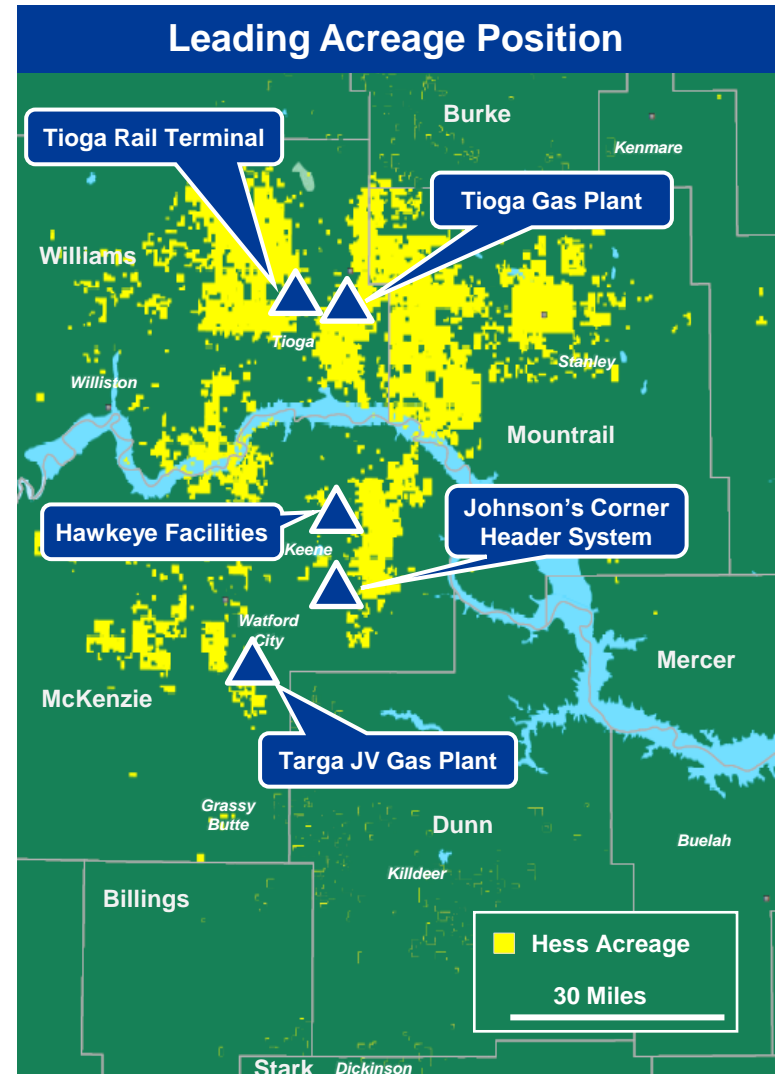 Leading Acreage Position
Burke
Tioga Rail Terminal
Kenmare
Tioga Gas Plant
Williams
Tioga
Stanley
Williston
Mountrail
Johnson's Corner
Header System
Hawkeye Facilities
Keene
Watford
City
Mercer
McKenzie
Targa JV Gas Plant
Grassy
Butte
Dunn
Buelah
Killdeer
Billings
Hess Acreage
30 Miles
Stark
Dickinson